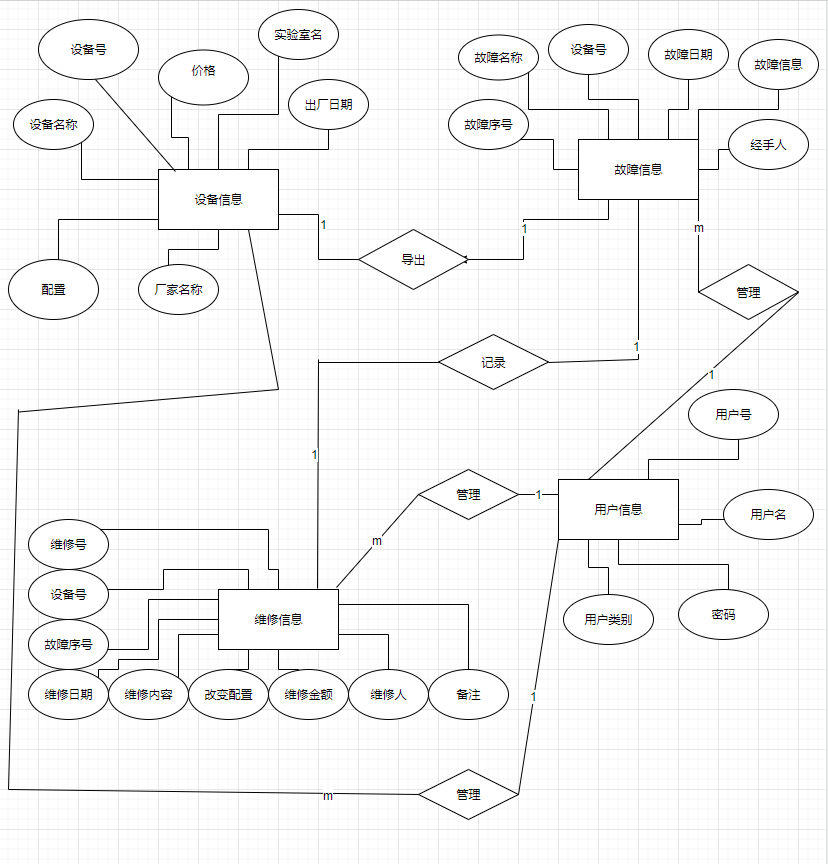 实验室名
设备号
价格
出厂日期
设备名称
设备信息
配置
厂家名称
1
导出
1
故障名称
设备号
故障日期
故障信息
故障序号
经手人
故障信息
m
管理
1
记录
1
1
用户号
管理
1
用户信息
用户名
m
用户类别
密码
维修号
设备号
故障序号
维修信息
维修日期
维修内容
改变配置
维修金额
维修人
备注
1
m
管理